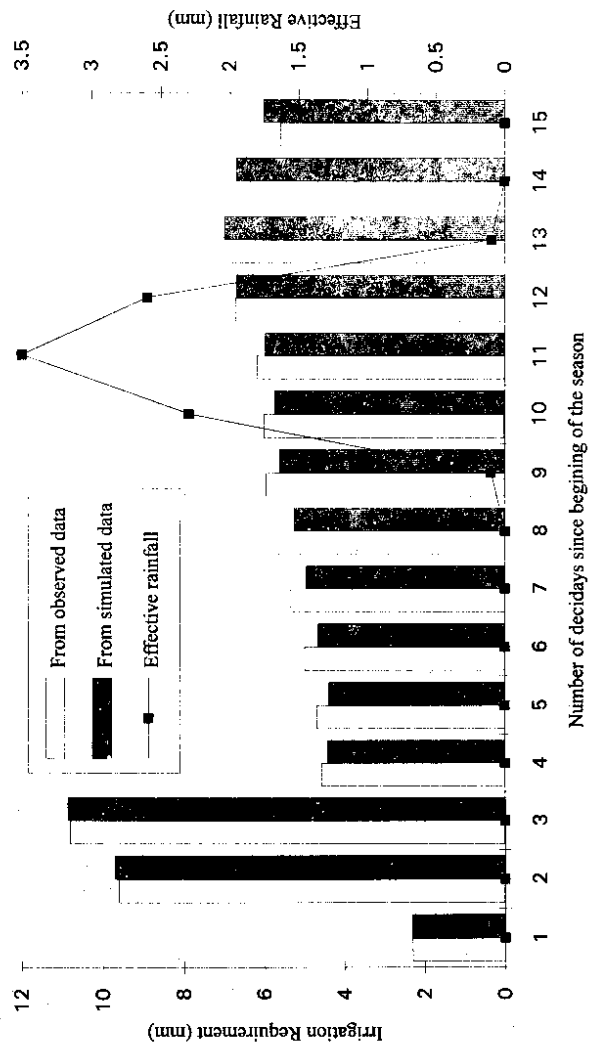 Irrigation Requirement (mm)
12
10
8
6
4
2
0
From observed data
From simulated data
Effective rainfall
Effective Rainfall (mm)
3.5
3
2.5
2
1.5
1
0.5
0
1 2 3 4 5 6 7 8 9 10 11 12 13 14 15
Number of decidays since begining of the season